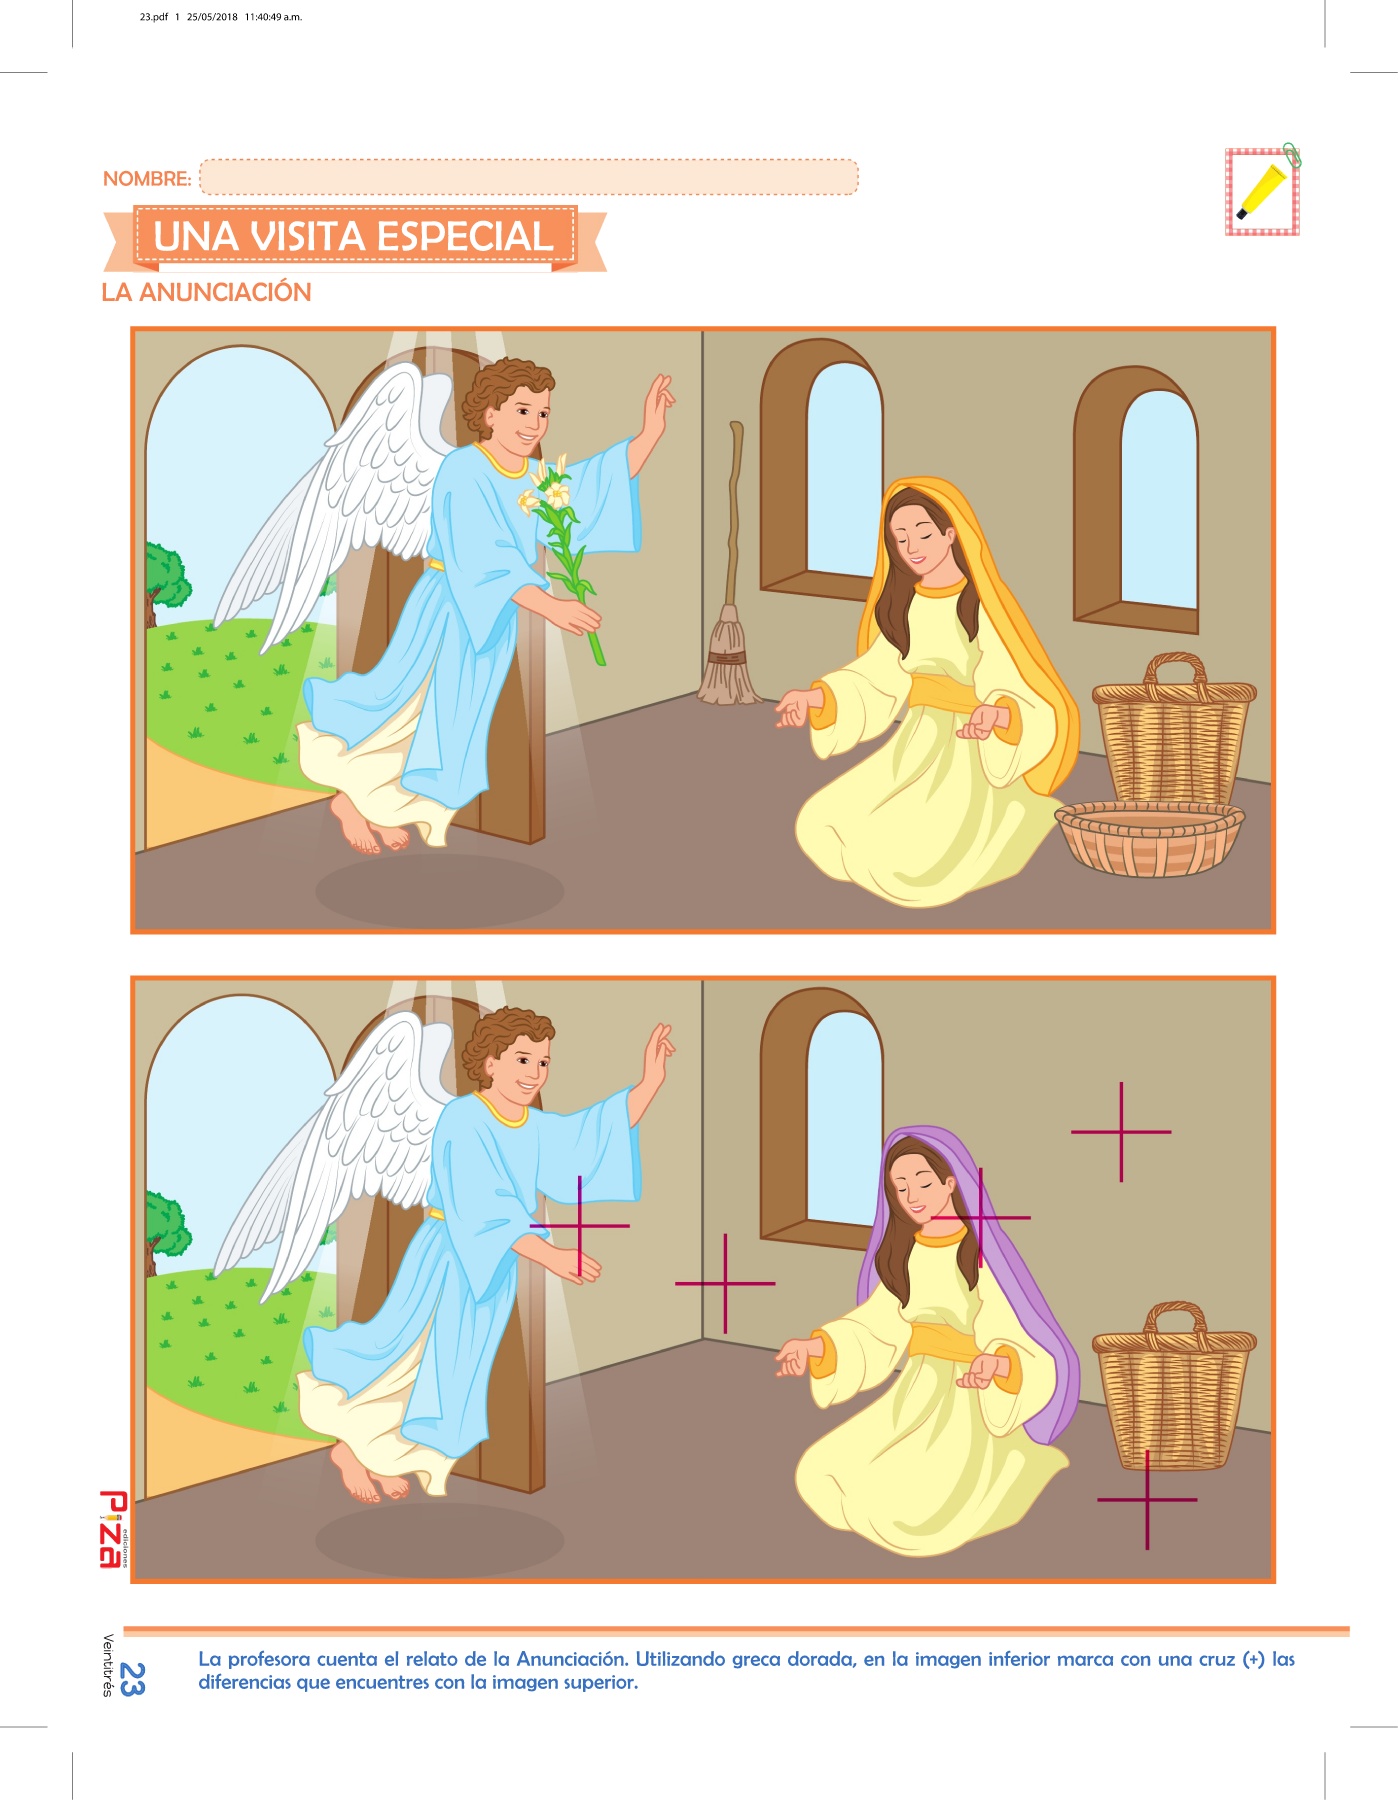 23.pdf 1 25/05/2018 11:40:49 a.m.
NOMBRE:
UNA VISITA ESPECIAL
LA ANUNCIACIÓN
Piza
ediciones
Veintitrés
23
La profesora cuenta el relato de la Anunciación. Utilizando greca dorada, en la imagen inferior marca con una cruz (+) las
diferencias que encuentres con la imagen superior.